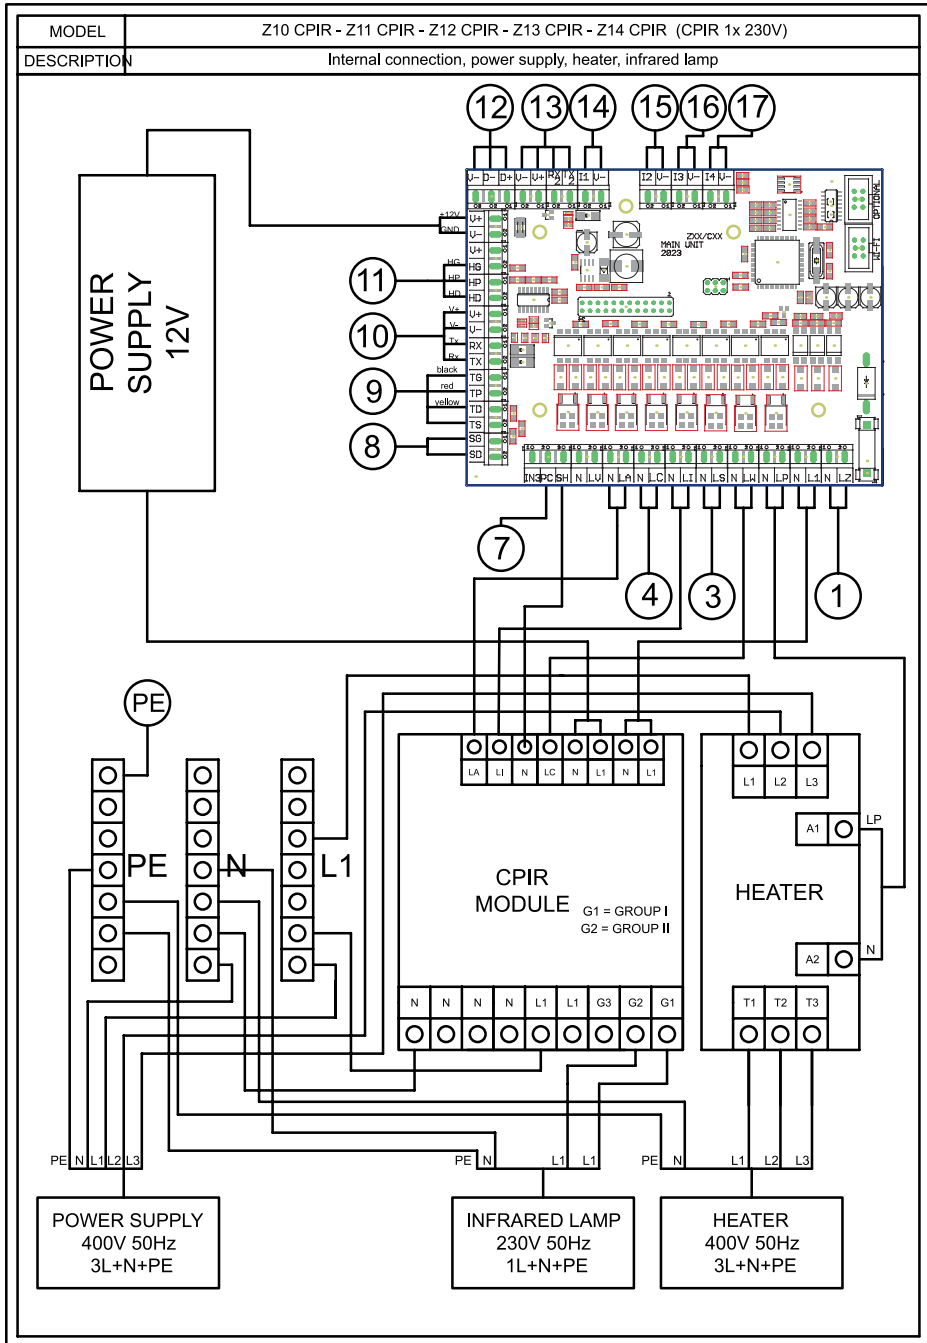 MODEL Z10 CPIR - Z11 CPIR - Z12 CPIR - Z13 CPIR - Z14 CPIR (CPIR 1x 230V)
DESCRIPTION Internal connection, power supply, heater, infrared lamp
12 13 14 15 16 17
V- D- D+ V- V+ RX2 TX2 I1 V- I2 V- I3 V- I4 V-
POWER
SUPPLY
12V
+12V
GND
V+
V-
V+
HG HG
HP HP
HD HD
11
V+ V+
V- V-
Tx RX
Rx TX
10
black TG
red TP
yellow TD
TS
9
SG
SD
8
ZXX/CXX
MAIN UNIT
2023
OPTIONAL
WI-FI
IN3 PC SH N LV N LA N LC N LI N LS N LW N LP N L1 N LZ
7 4 3 1
PE
PE N L1
LA LI N LC N L1 N L1
CPIR
MODULE
G1 = GROUP I
G2 = GROUP II
N N N N L1 L1 G3 G2 G1
L1 L2 L3
A1 LP
HEATER
A2 N
T1 T2 T3
PE N L1 L2 L3
PE N L1 L1
PE N L1 L2 L3
POWER SUPPLY
400V 50Hz
3L+N+PE
INFRARED LAMP
230V 50Hz
1L+N+PE
HEATER
400V 50Hz
3L+N+PE